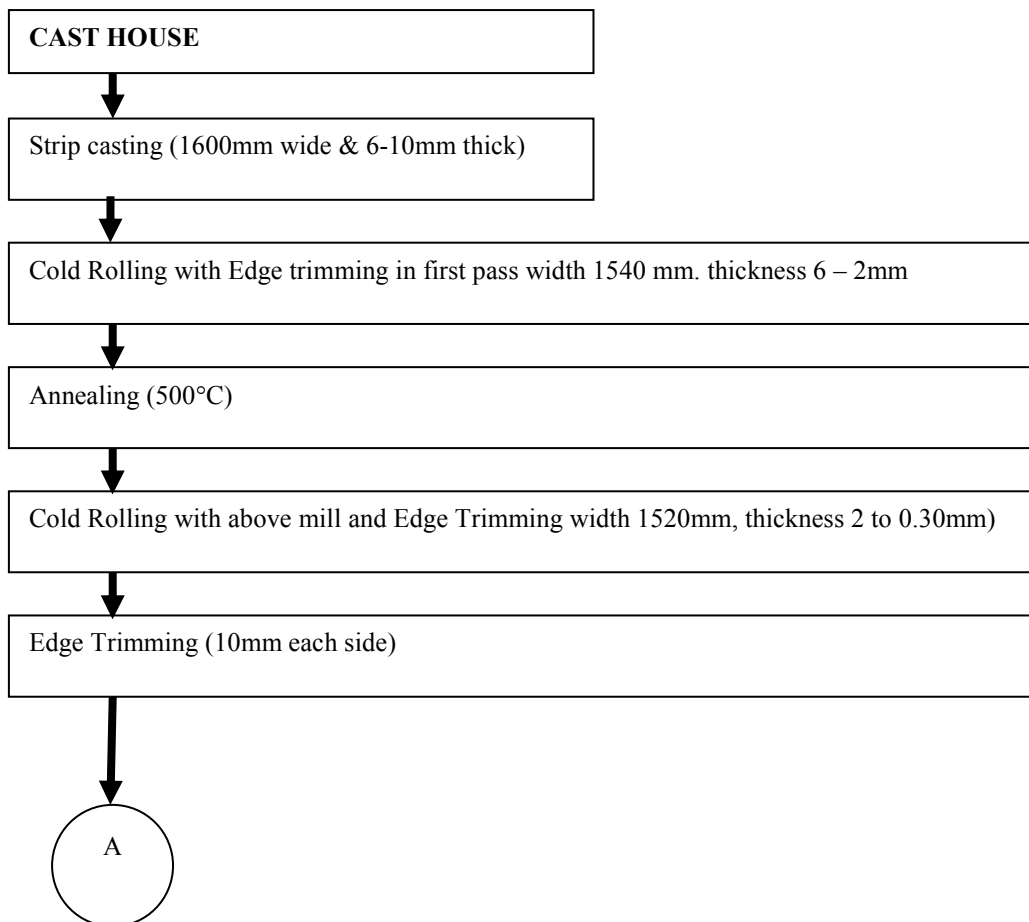 CAST HOUSE
Strip casting (1600mm wide & 6-10mm thick)
Cold Rolling with Edge trimming in first pass width 1540 mm. thickness 6 – 2mm
Annealing (500°C)
Cold Rolling with above mill and Edge Trimming width 1520mm, thickness 2 to 0.30mm)
Edge Trimming (10mm each side)
A